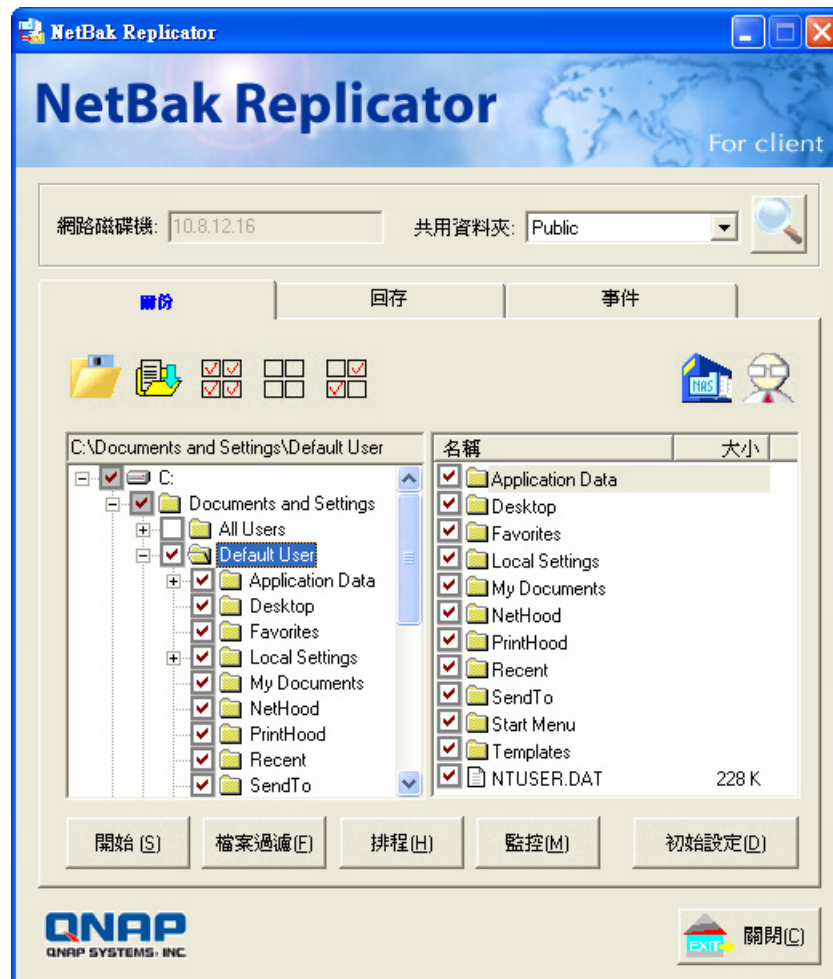 NetBak Replicator
NetBak Replicator
For client
網路磁碟機: 10.8.12.16 共用資料夾: Public
備份 回存 事件
NAS
C:\Documents and Settings\Default User
C:
Documents and Settings
All Users
Default User
Application Data
Desktop
Favorites
Local Settings
My Documents
NetHood
PrintHood
Recent
SendTo
名稱 大小
Application Data
Desktop
Favorites
Local Settings
My Documents
NetHood
PrintHood
Recent
SendTo
Start Menu
Templates
NTUSER.DAT 228 K
開始 (S) 檔案過濾(F) 排程(H) 監控(M) 初始設定(D)
QNAP
QNAP SYSTEMS, INC
EXIT 關閉(C)